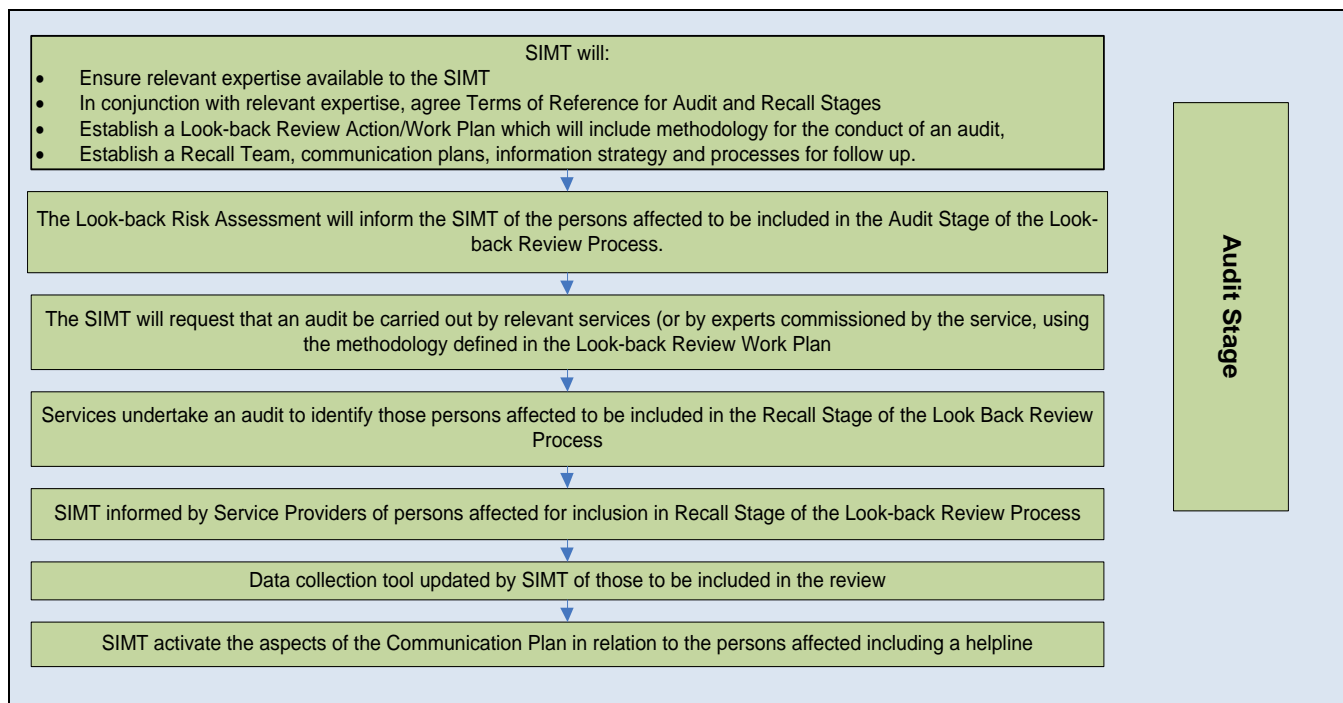 SIMT will:
• Ensure relevant expertise available to the SIMT
• In conjunction with relevant expertise, agree Terms of Reference for Audit and Recall Stages
• Establish a Look-back Review Action/Work Plan which will include methodology for the conduct of an audit,
• Establish a Recall Team, communication plans, information strategy and processes for follow up.
The Look-back Risk Assessment will inform the SIMT of the persons affected to be included in the Audit Stage of the Look-
back Review Process.
The SIMT will request that an audit be carried out by relevant services (or by experts commissioned by the service, using
the methodology defined in the Look-back Review Work Plan
Services undertake an audit to identify those persons affected to be included in the Recall Stage of the Look Back Review
Process
SIMT informed by Service Providers of persons affected for inclusion in Recall Stage of the Look-back Review Process
Data collection tool updated by SIMT of those to be included in the review
SIMT activate the aspects of the Communication Plan in relation to the persons affected including a helpline
Audit Stage